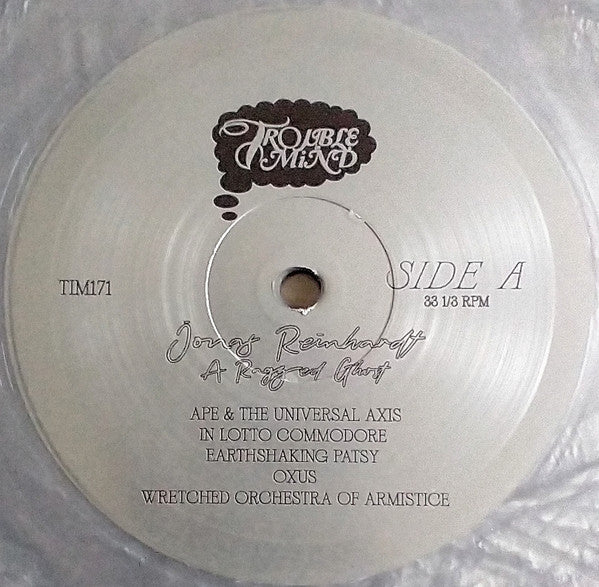 TROUBLE
MIND
TIM171
SIDE A
33 1/3 RPM
Jonas Reinhardt
A Ragged Ghost
APE & THE UNIVERSAL AXIS
IN LOTTO COMMODORE
EARTHSHAKING PATSY
OXUS
WRETCHED ORCHESTRA OF ARMISTICE